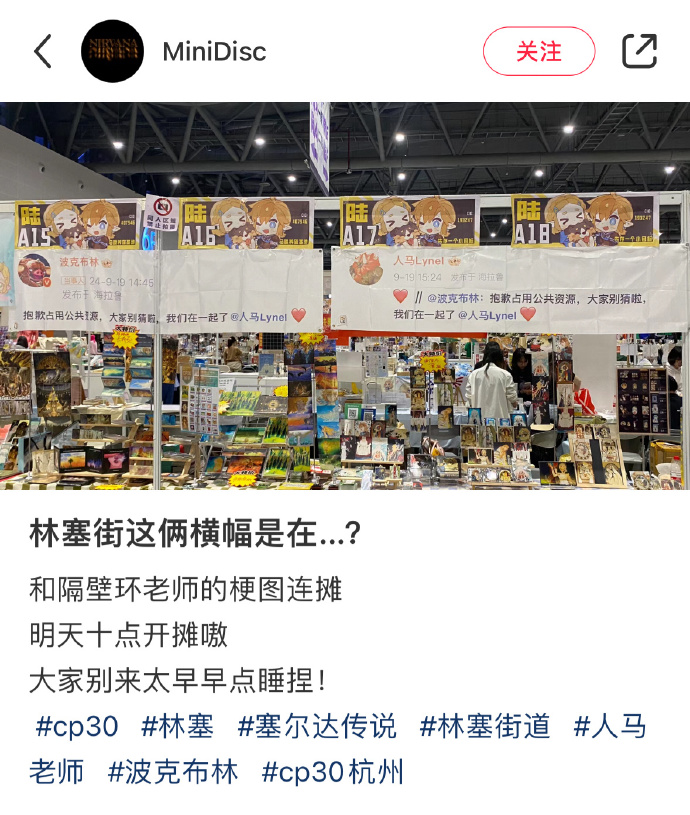 NIRVANA
MiniDisc
关注
陆
A15
陆
A16
陆
A17
陆
A18
波克布林
24-9-19 14:45
发布于 海拉鲁
抱歉占用公共资源，大家别猜啦，我们在一起了 @人马Lynel
人马Lynel
9-19 15:24 发布于 海拉鲁
// @波克布林：抱歉占用公共资源，大家别猜啦，
我们在一起了 @人马Lynel
林塞街这俩横幅是在...?
和隔壁环老师的梗图连摊
明天十点开摊嗷
大家别来太早早点睡捏！
#cp30 #林塞 #塞尔达传说 #林塞街道 #人马
老师 #波克布林 #cp30杭州